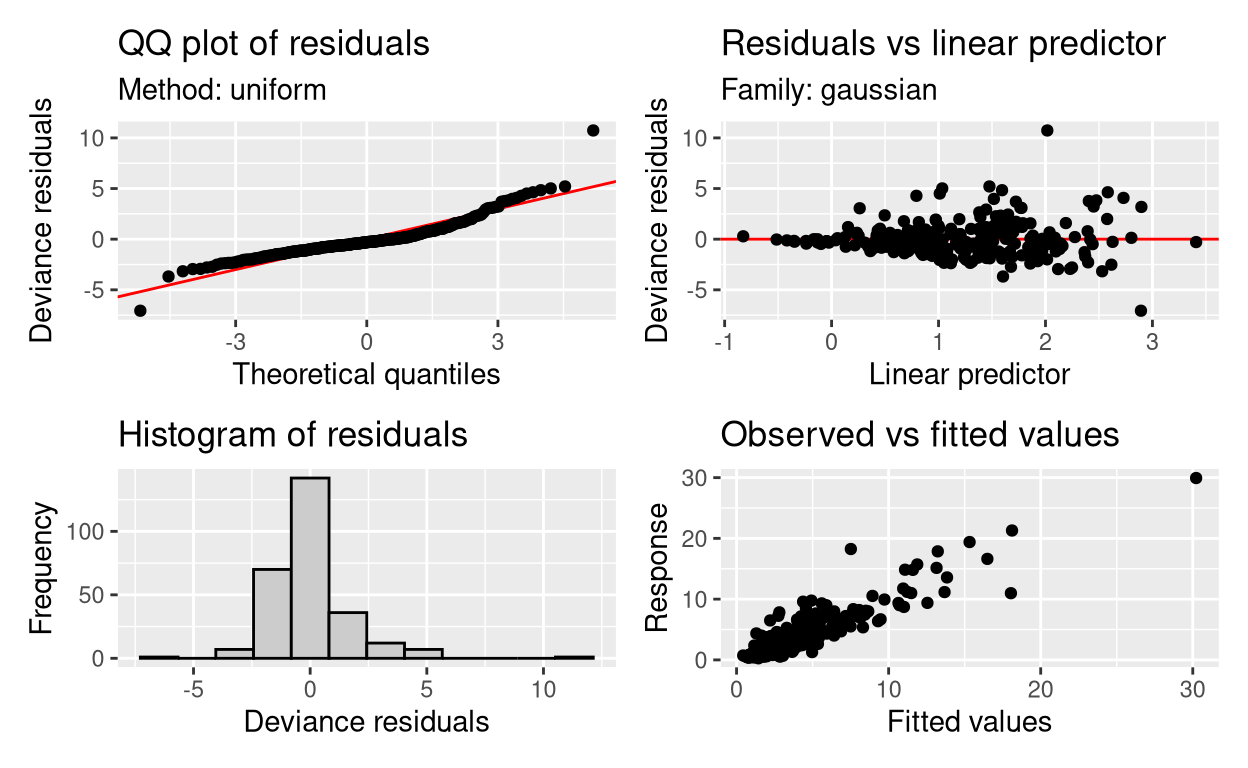 QQ plot of residuals
Method: uniform
Deviance residuals
10
5
0
-5
-3
0
3
Theoretical quantiles
Residuals vs linear predictor
Family: gaussian
Deviance residuals
10
5
0
-5
-1
0
1
2
3
Linear predictor
Histogram of residuals
Frequency
100
50
0
-5
0
5
10
Deviance residuals
Observed vs fitted values
Response
30
20
10
0
0
10
20
30
Fitted values